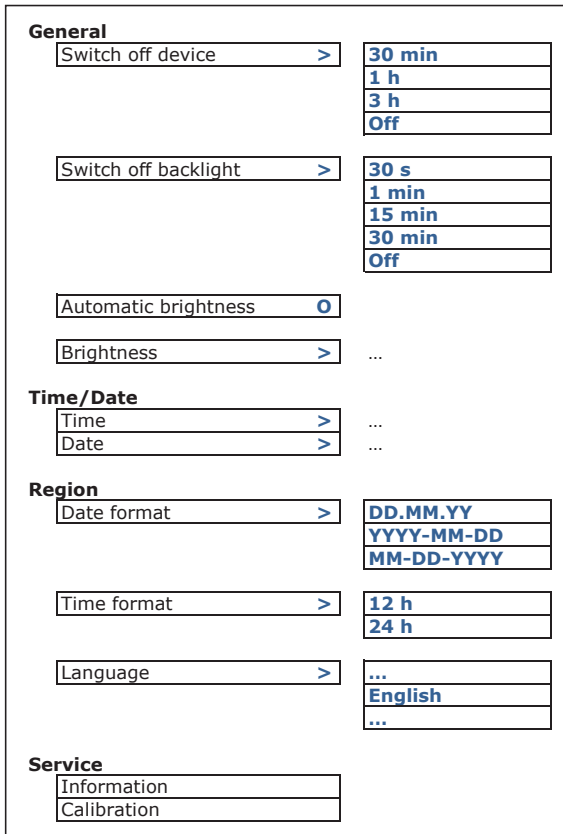 General
Switch off device > 30 min
1 h
3 h
Off
Switch off backlight > 30 s
1 min
15 min
30 min
Off
Automatic brightness O
Brightness > ...
Time/Date
Time > ...
Date > ...
Region
Date format > DD.MM.YY
YYYY-MM-DD
MM-DD-YYYY
Time format > 12 h
24 h
Language > ...
English
...
Service
Information
Calibration